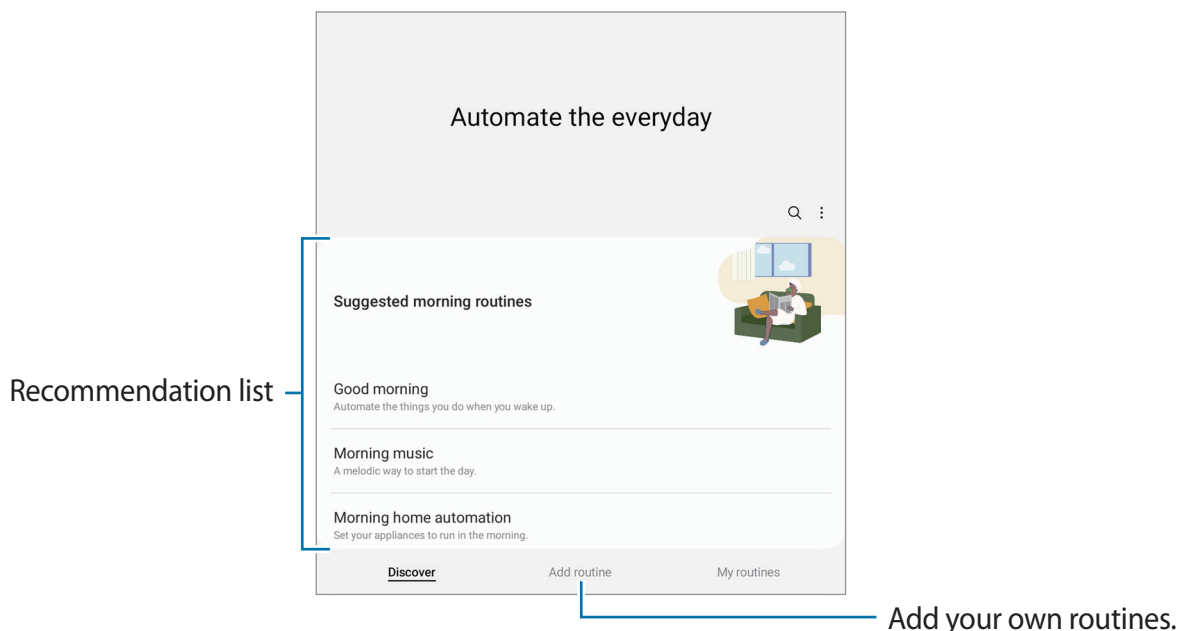 Automate the everyday
Suggested morning routines
Recommendation list
Good morning
Automate the things you do when you wake up.
Morning music
A melodic way to start the day.
Morning home automation
Set your appliances to run in the morning.
Discover
Add routine
My routines
Add your own routines.